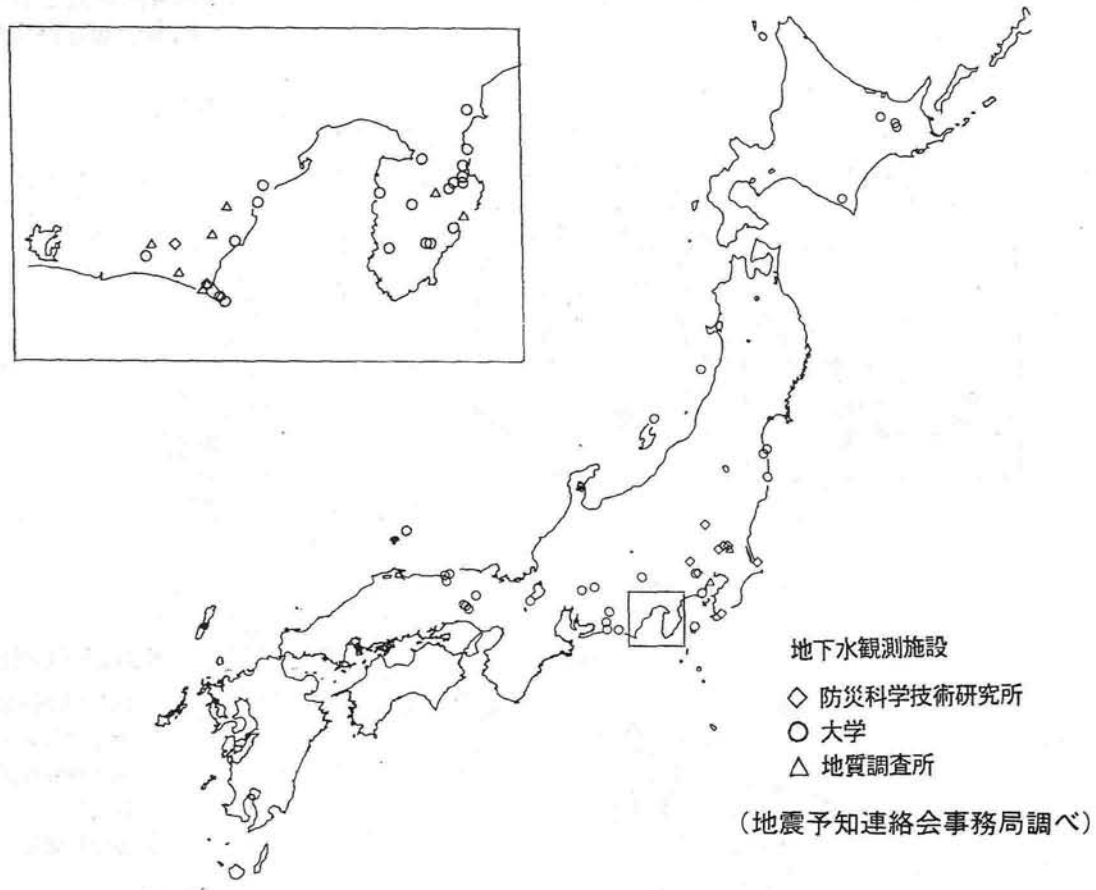 地下水観測施設
◇ 防災科学技術研究所
○ 大学
△ 地質調査所
(地震予知連絡会事務局調べ)